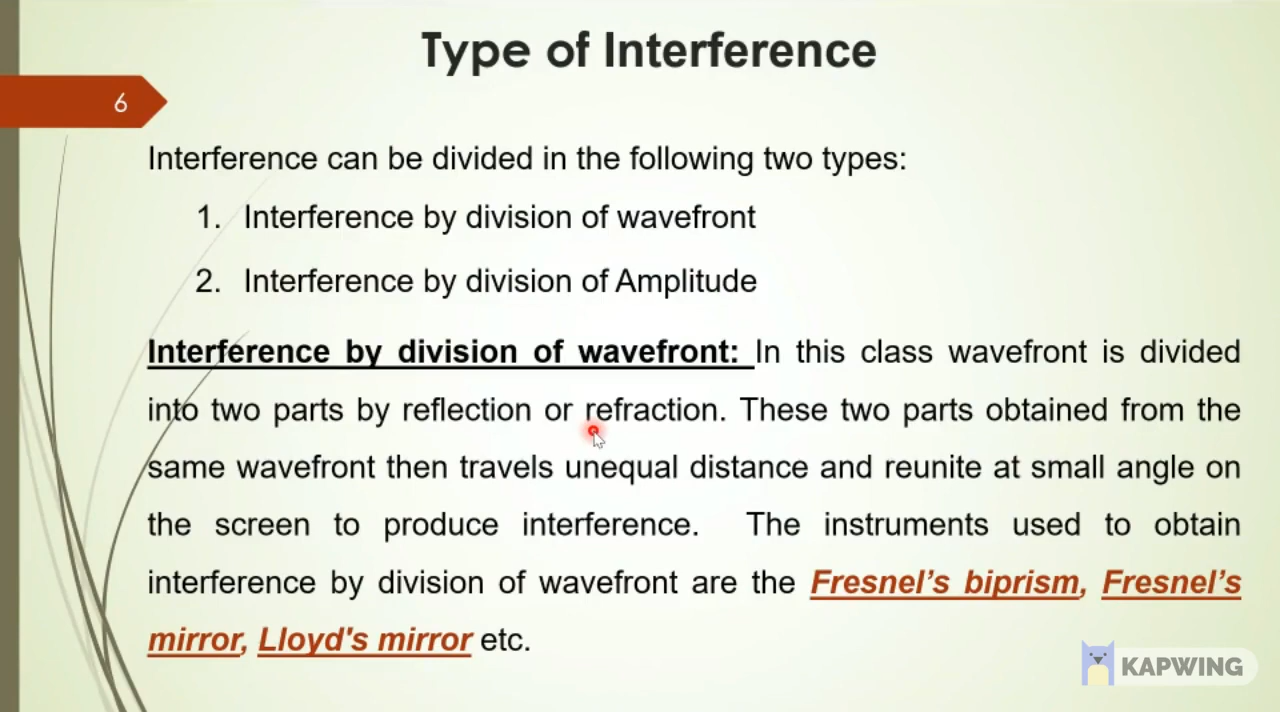 Type of Interference
6
Interference can be divided in the following two types:
1. Interference by division of wavefront
2. Interference by division of Amplitude
Interference by division of wavefront: In this class wavefront is divided
into two parts by reflection or refraction. These two parts obtained from the
same wavefront then travels unequal distance and reunite at small angle on
the screen to produce interference. The instruments used to obtain
interference by division of wavefront are the Fresnel’s biprism, Fresnel’s
mirror, Lloyd's mirror etc.
KAPWING